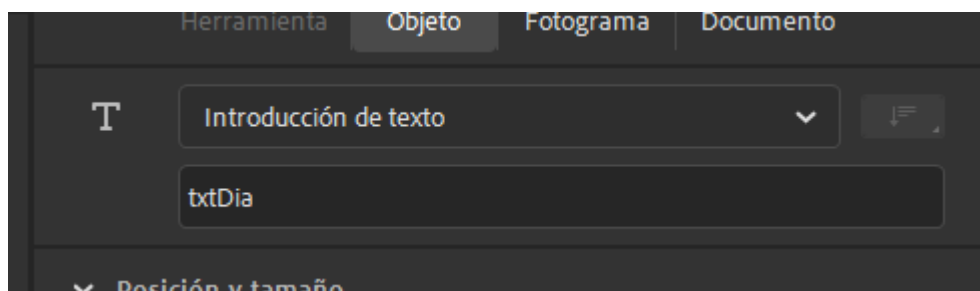 Herramienta Objeto Fotograma Documento
T Introducción de texto
txtDia
Posición y tamaño